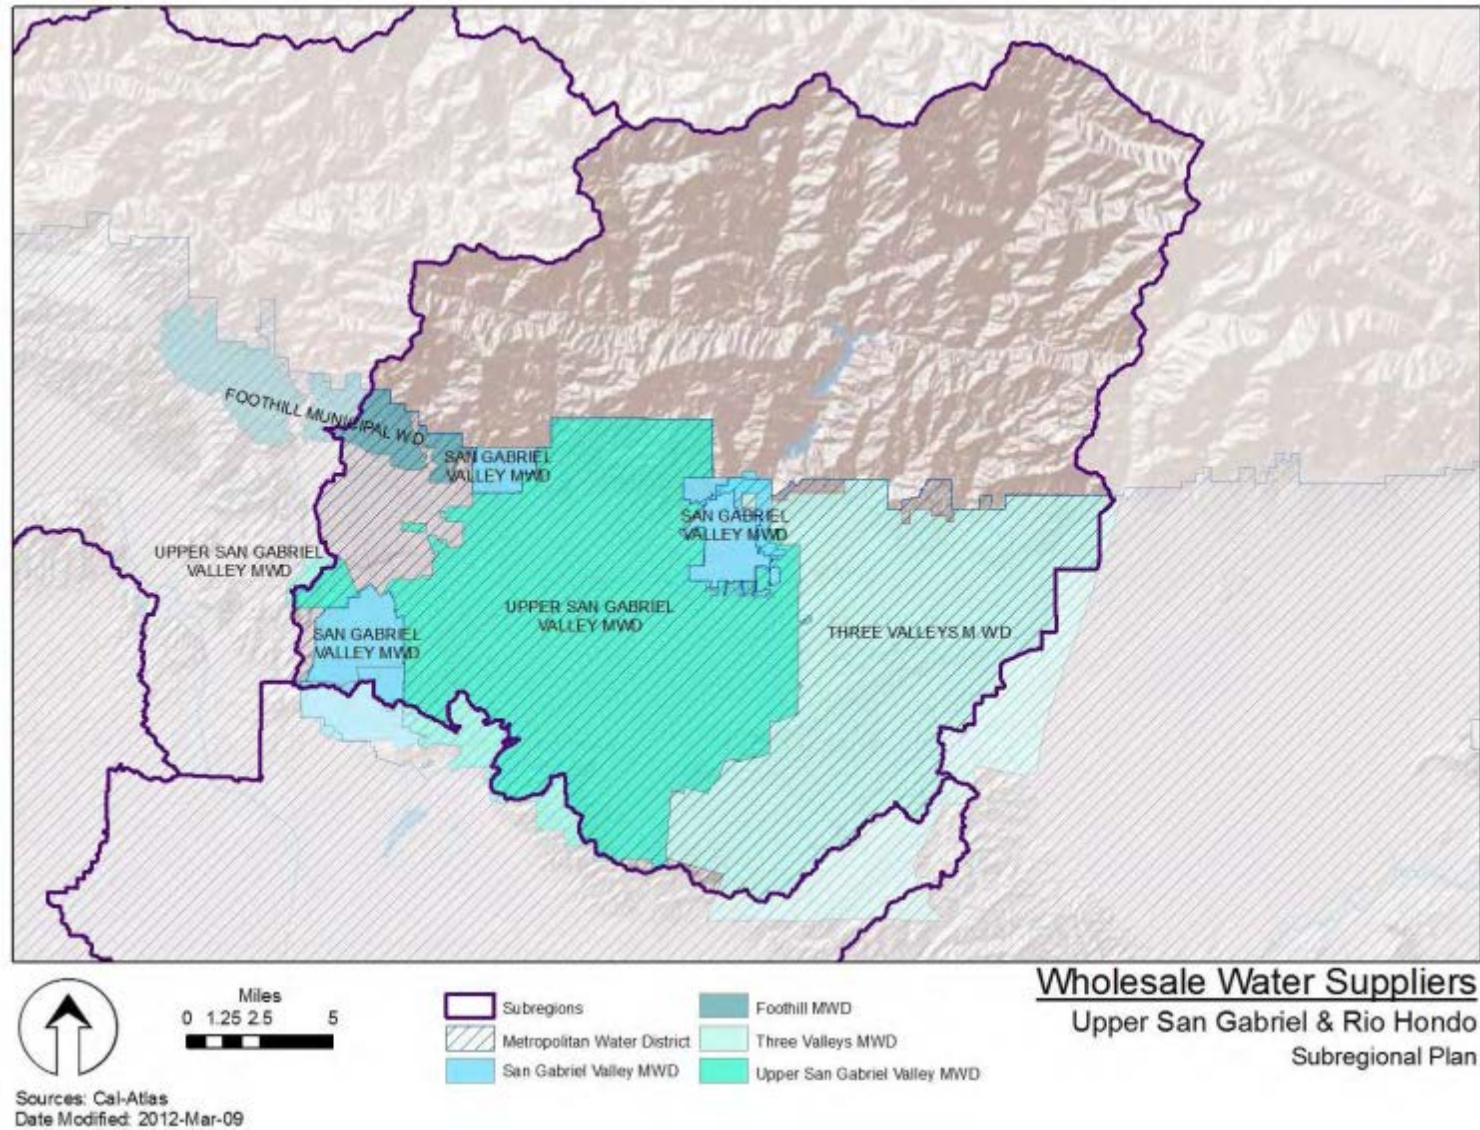 FOOTHILL MUNICIPAL W.D
SAN GABRIEL
VALLEY MWD
SAN GABRIEL
VALLEY MWD
UPPER SAN GABRIEL
VALLEY MWD
UPPER SAN GABRIEL
VALLEY MWD
SAN GABRIEL
VALLEY MWD
THREE VALLEYS M.W.D
Wholesale Water Suppliers
Upper San Gabriel & Rio Hondo
Subregional Plan
Miles
0 1.25 2.5 5
Subregions
Metropolitan Water District
San Gabriel Valley MWD
Foothill MWD
Three Valleys MWD
Upper San Gabriel Valley MWD
Sources: Cal-Atlas
Date Modified: 2012-Mar-09